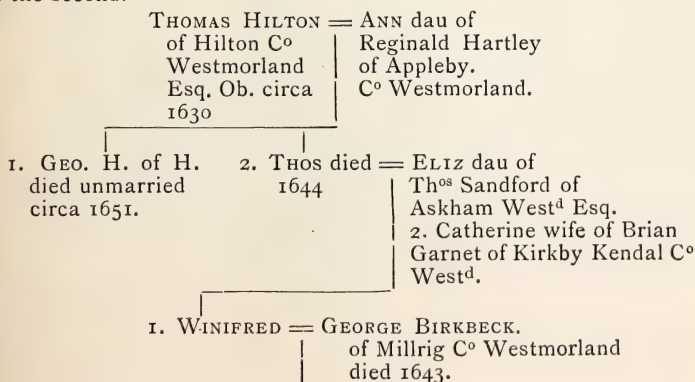 THOMAS HILTON = ANN dau of
of Hilton Cº Reginald Hartley
Westmorland of Appleby.
Esq. Ob. circa Cº Westmorland.
1630
1. GEO. H. of H. 2. THOS died = ELIZ dau of
died unmarried 1644 Thᵒˢ Sandford of
circa 1651. Askham Westᵈ Esq.
2. Catherine wife of Brian
Garnet of Kirkby Kendal Cº
Westᵈ.
1. WINIFRED = GEORGE BIRKBECK.
of Millrig Cº Westmorland
died 1643.